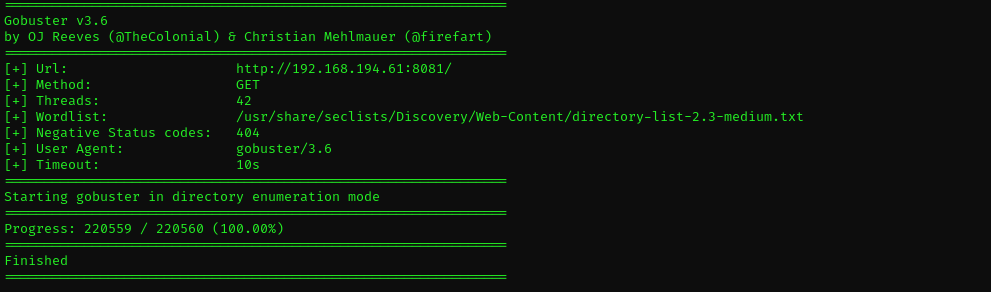 ===============================================================
Gobuster v3.6
by OJ Reeves (@TheColonial) & Christian Mehlmauer (@firefart)
===============================================================
[+] Url:                     http://192.168.194.61:8081/
[+] Method:                  GET
[+] Threads:                 42
[+] Wordlist:                /usr/share/seclists/Discovery/Web-Content/directory-list-2.3-medium.txt
[+] Negative Status codes:   404
[+] User Agent:              gobuster/3.6
[+] Timeout:                 10s
===============================================================
Starting gobuster in directory enumeration mode
===============================================================
Progress: 220559 / 220560 (100.00%)
===============================================================
Finished
===============================================================